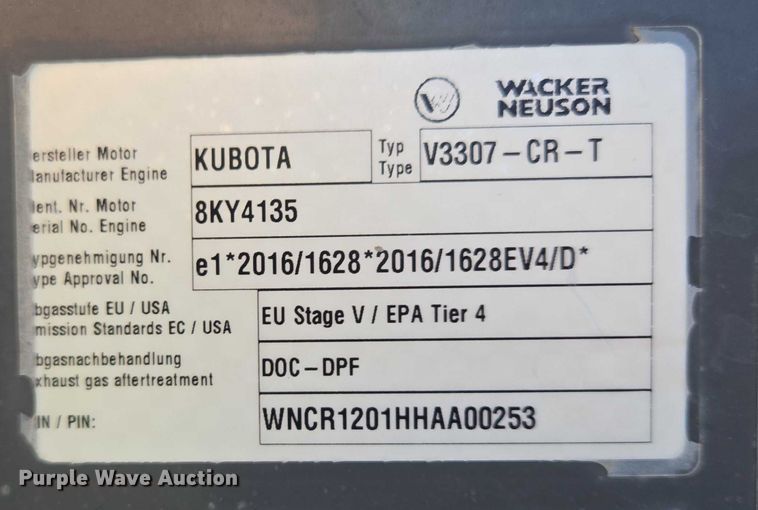 WACKER
NEUSON
ersteller Motor
anufacturer Engine
KUBOTA
Typ
Type
V3307-CR-T
ent. Nr. Motor
erial No. Engine
8KY4135
ypgenehmigung Nr.
ype Approval No.
e1*2016/1628*2016/1628EV4/D*
bgasstufe EU / USA
mission Standards EC / USA
EU Stage V / EPA Tier 4
bgasnachbehandlung
xhaust gas aftertreatment
DOC-DPF
IN / PIN:
WNCR1201HHAA00253
Purple Wave Auction